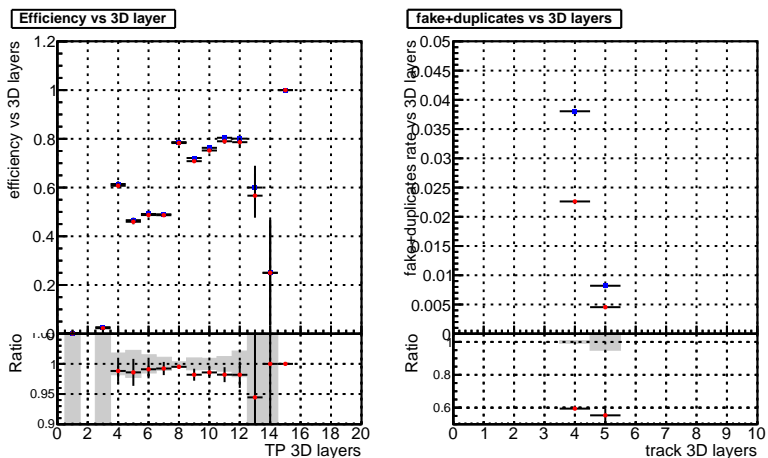 Efficiency vs 3D layer
efficiency vs 3D layers
1.2
1
0.8
0.6
0.4
0.2
0
Ratio
1.05
1
0.95
0.9
0 2 4 6 8 10 12 14 16 18 20
TP 3D layers
fake+duplicates vs 3D layers
fake+duplicates rate vs 3D layers
0.05
0.045
0.04
0.035
0.03
0.025
0.02
0.015
0.01
0.005
0
Ratio
1
0.8
0.6
0 1 2 3 4 5 6 7 8 9 10
track 3D layers